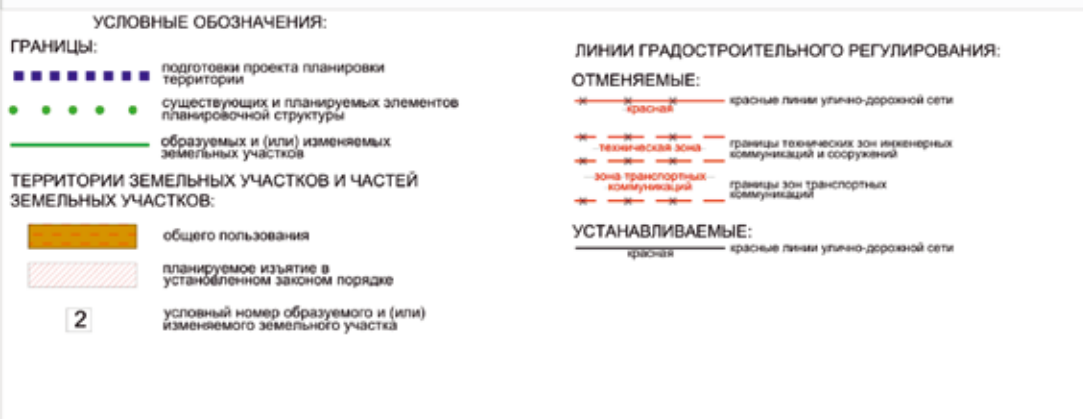 УСЛОВНЫЕ ОБОЗНАЧЕНИЯ:
ГРАНИЦЫ:
подготовки проекта планировки
территории
существующих и планируемых элементов
планировочной структуры
образуемых и (или) изменяемых
земельных участков
ТЕРРИТОРИИ ЗЕМЕЛЬНЫХ УЧАСТКОВ И ЧАСТЕЙ
ЗЕМЕЛЬНЫХ УЧАСТКОВ:
общего пользования
планируемое изъятие в
установленном законом порядке
2
условный номер образуемого и (или)
изменяемого земельного участка
ЛИНИИ ГРАДОСТРОИТЕЛЬНОГО РЕГУЛИРОВАНИЯ:
ОТМЕНЯЕМЫЕ:
красная
красные линии улично-дорожной сети
техническая зона
границы технических зон инженерных
коммуникаций и сооружений
зона транспортных
коммуникаций
границы зон транспортных
коммуникаций
УСТАНАВЛИВАЕМЫЕ:
красная
красные линии улично-дорожной сети